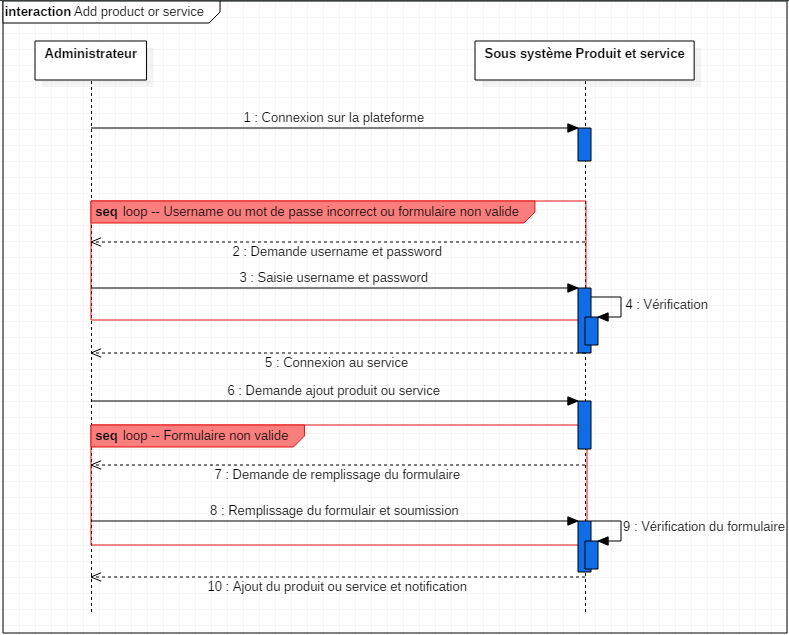 interaction Add product or service
Administrateur
Sous système Produit et service
1 : Connexion sur la plateforme
seq loop -- Username ou mot de passe incorrect ou formulaire non valide
2 : Demande username et password
3 : Saisie username et password
4 : Vérification
5 : Connexion au service
6 : Demande ajout produit ou service
seq loop -- Formulaire non valide
7 : Demande de remplissage du formulaire
8 : Remplissage du formulair et soumission
9 : Vérification du formulaire
10 : Ajout du produit ou service et notification